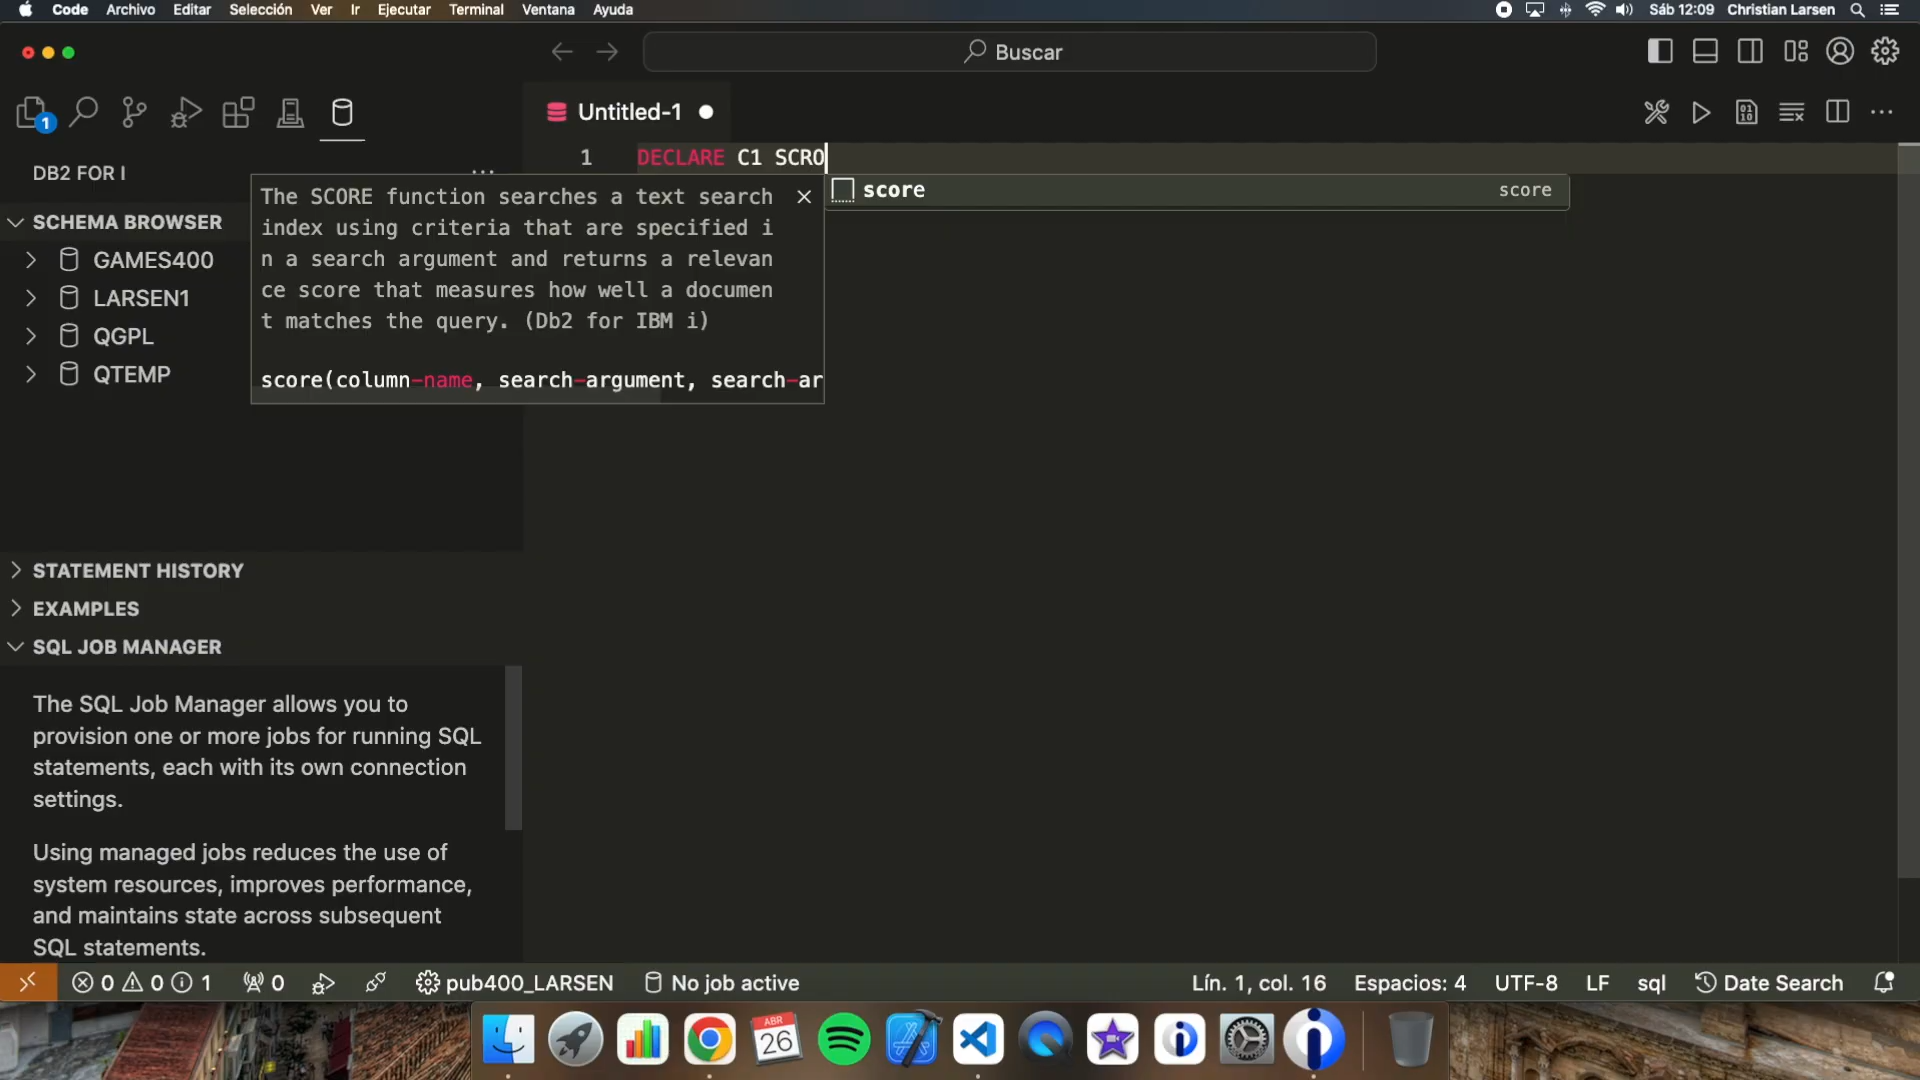 Code Archivo Editar Selección Ver Ir Ejecutar Terminal Ventana Ayuda Sáb 12:09 Christian Larsen
Buscar
1
Untitled-1
DB2 FOR I
1 DECLARE C1 SCRO
SCHEMA BROWSER
GAMES400
LARSEN1
QGPL
QTEMP
The SCORE function searches a text search
index using criteria that are specified i
n a search argument and returns a relevan
ce score that measures how well a documen
t matches the query. (Db2 for IBM i)
score(column-name, search-argument, search-ar
score score
STATEMENT HISTORY
EXAMPLES
SQL JOB MANAGER
The SQL Job Manager allows you to
provision one or more jobs for running SQL
statements, each with its own connection
settings.
Using managed jobs reduces the use of
system resources, improves performance,
and maintains state across subsequent
SQL statements.
0 0 1 0 pub400_LARSEN No job active Lín. 1, col. 16 Espacios: 4 UTF-8 LF sql Date Search
ABR
26